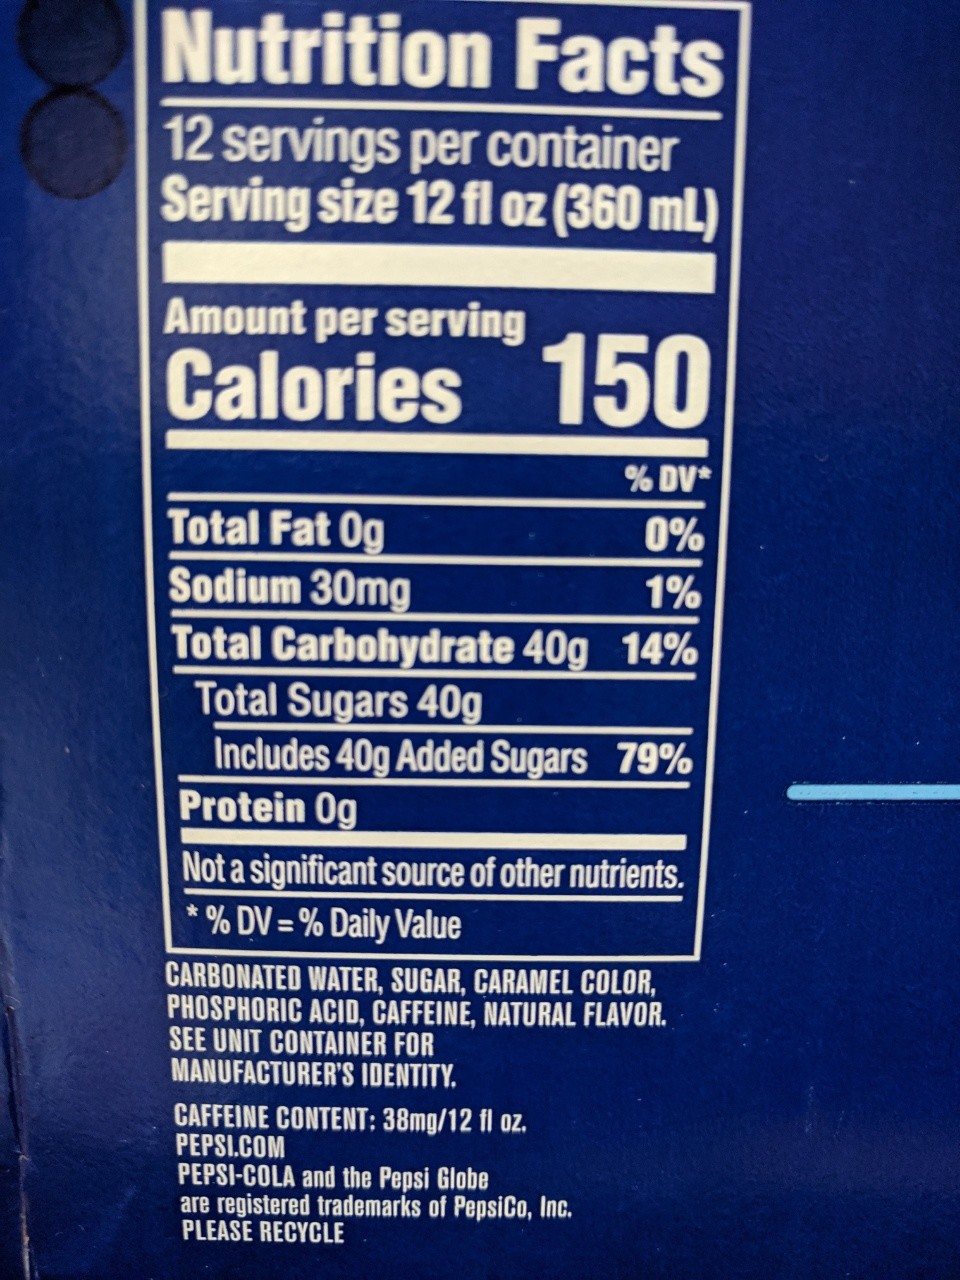 Nutrition Facts
12 servings per container
Serving size 12 fl oz (360 mL)
Amount per serving
Calories 150
% DV*
Total Fat 0g 0%
Sodium 30mg 1%
Total Carbohydrate 40g 14%
Total Sugars 40g
Includes 40g Added Sugars 79%
Protein 0g
Not a significant source of other nutrients.
* % DV = % Daily Value
CARBONATED WATER, SUGAR, CARAMEL COLOR,
PHOSPHORIC ACID, CAFFEINE, NATURAL FLAVOR.
SEE UNIT CONTAINER FOR
MANUFACTURER'S IDENTITY.
CAFFEINE CONTENT: 38mg/12 fl oz.
PEPSI.COM
PEPSI-COLA and the Pepsi Globe
are registered trademarks of PepsiCo, Inc.
PLEASE RECYCLE